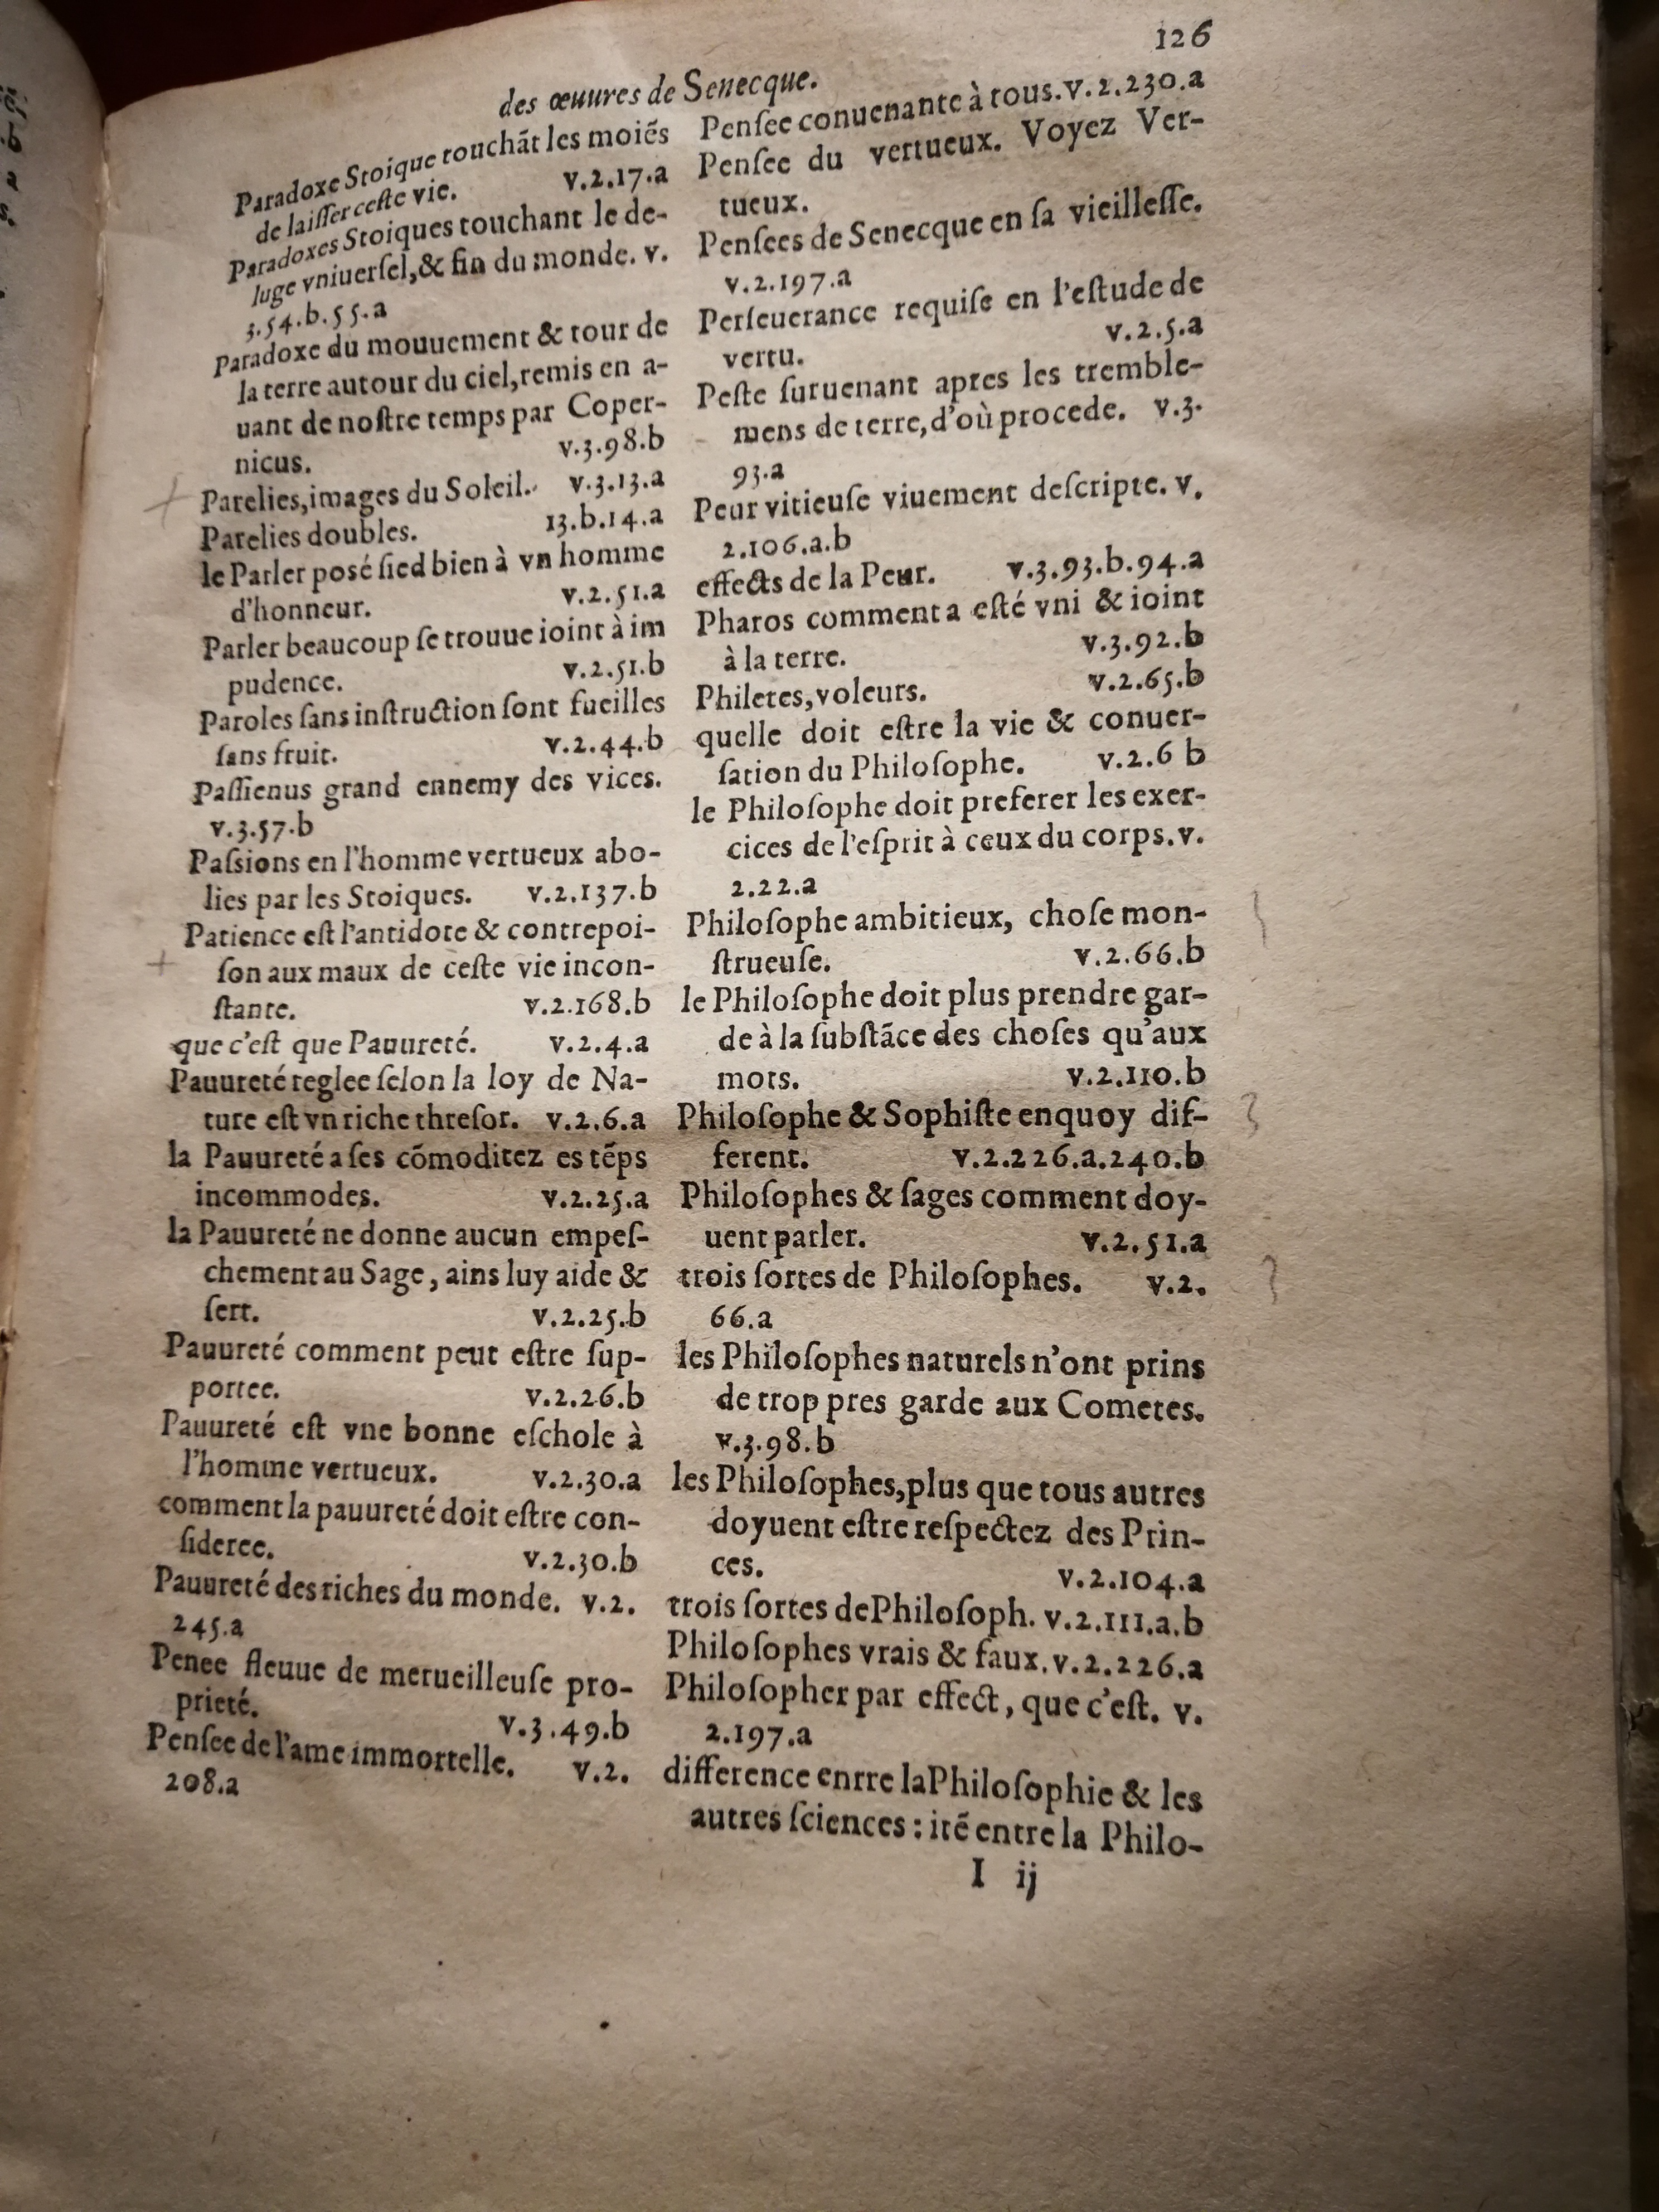 126
des œuures de Senecque.
Paradoxe Stoique touchãt les moiẽs
de laiſſer ceſte vie. v.2.17.a
Paradoxes Stoiques touchant le de-
luge vniuerſel, & fin du monde. v.
3.54.b.55.a
Paradoxe du mouuement & tour de
la terre autour du ciel, remis en a-
uant de noſtre temps par Coper-
nicus. v.3.98.b
Parelies, images du Soleil. v.3.13.a
Parelies doubles. 13.b.14.a
le Parler posé ſied bien à vn homme
d'honneur. v.2.51.a
Parler beaucoup ſe trouue ioint à im
pudence. v.2.51.b
Paroles ſans inſtruction ſont fueilles
ſans fruit. v.2.44.b
Paſſienus grand ennemy des vices.
v.3.57.b
Paſsions en l'homme vertueux abo-
lies par les Stoiques. v.2.137.b
Patience eſt l'antidote & contrepoi-
ſon aux maux de ceſte vie incon-
ſtante. v.2.168.b
que c'eſt que Pauureté. v.2.4.a
Pauureté reglee ſelon la loy de Na-
ture eſt vn riche threſor. v.2.6.a
la Pauureté a ſes cõmoditez es tẽps
incommodes. v.2.25.a
la Pauureté ne donne aucun empeſ-
chement au Sage, ains luy aide &
ſert. v.2.25.b
Pauureté comment peut eſtre ſup-
portee. v.2.26.b
Pauureté eſt vne bonne eſchole à
l'homme vertueux. v.2.30.a
comment la pauureté doit eſtre con-
ſideree. v.2.30.b
Pauureté des riches du monde. v.2.
245.a
Penee fleuue de merueilleuſe pro-
prieté. v.3.49.b
Penſee de l'ame immortelle. v.2.
208.a
Penſee conuenante à tous. v.2.230.a
Penſee du vertueux. Voyez Ver-
tueux.
Penſees de Senecque en ſa vieilleſſe.
v.2.197.a
Perſeuerance requiſe en l'eſtude de
vertu. v.2.5.a
Peſte ſuruenant apres les tremble-
mens de terre, d'où procede. v.3.
93.a
Peur vitieuſe viuement deſcripte. v.
2.106.a.b
effects de la Peur. v.3.93.b.94.a
Pharos comment a eſté vni & ioint
à la terre. v.3.92.b
Philetes, voleurs. v.2.65.b
quelle doit eſtre la vie & conuer-
ſation du Philoſophe. v.2.6 b
le Philoſophe doit preferer les exer-
cices de l'eſprit à ceux du corps. v.
2.22.a
Philoſophe ambitieux, choſe mon-
ſtrueuſe. v.2.66.b
le Philoſophe doit plus prendre gar-
de à la ſubſtãce des choſes qu'aux
mots. v.2.110.b
Philoſophe & Sophiſte enquoy dif-
ferent. v.2.226.a.240.b
Philoſophes & ſages comment doy-
uent parler. v.2.51.a
trois ſortes de Philoſophes. v.2.
66.a
les Philoſophes naturels n'ont prins
de trop pres garde aux Cometes.
v.3.98.b
les Philoſophes, plus que tous autres
doyuent eſtre reſpectez des Prin-
ces. v.2.104.a
trois ſortes de Philoſoph. v.2.111.a.b
Philoſophes vrais & faux. v.2.226.a
Philoſopher par effect, que c'eſt. v.
2.197.a
difference enrre la Philoſophie & les
autres ſciences : itẽ entre la Philo-
I ij